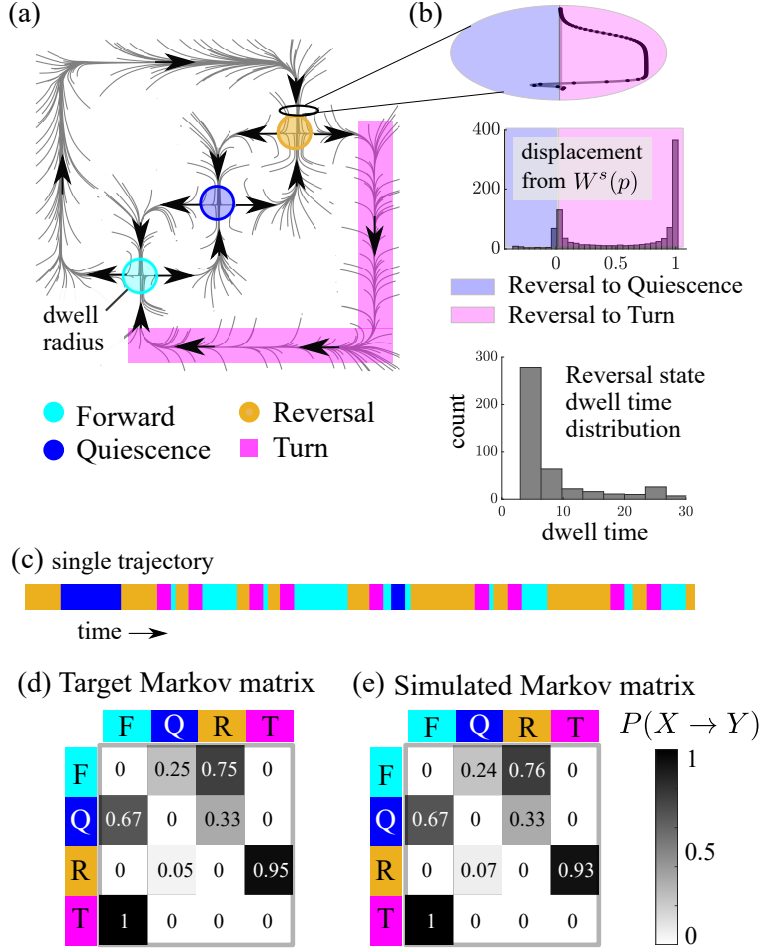 (a)
dwell
radius
Forward
Quiescence
Reversal
Turn
(b)
400
200
0
displacement
from W^s(p)
0
0.5
1
Reversal to Quiescence
Reversal to Turn
300
200
100
0
count
Reversal state
dwell time
distribution
0
10
20
30
dwell time
(c) single trajectory
time
(d) Target Markov matrix
F Q R T
F 0 0.25 0.75 0
Q 0.67 0 0.33 0
R 0 0.05 0 0.95
T 1 0 0 0
(e) Simulated Markov matrix
F Q R T
F 0 0.24 0.76 0
Q 0.67 0 0.33 0
R 0 0.07 0 0.93
T 1 0 0 0
P(X → Y)
1
0.5
0